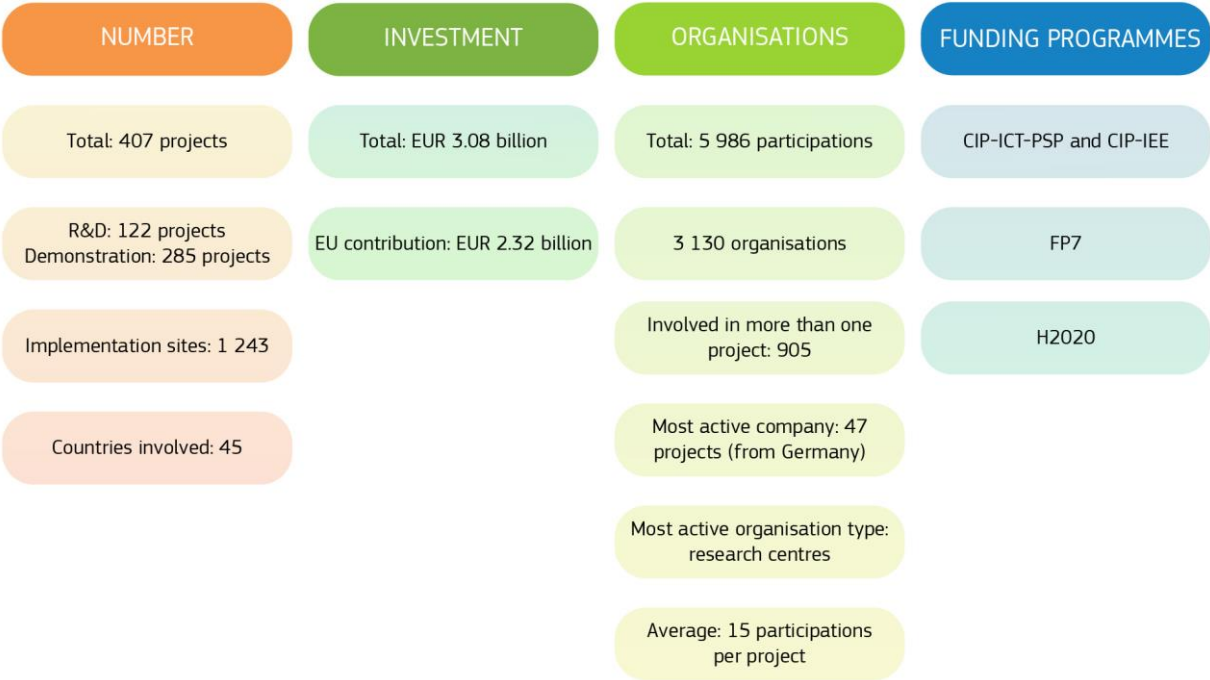 NUMBER
Total: 407 projects
R&D: 122 projects
Demonstration: 285 projects
Implementation sites: 1 243
Countries involved: 45
INVESTMENT
Total: EUR 3.08 billion
EU contribution: EUR 2.32 billion
ORGANISATIONS
Total: 5 986 participations
3 130 organisations
Involved in more than one
project: 905
Most active company: 47
projects (from Germany)
Most active organisation type:
research centres
Average: 15 participations
per project
FUNDING PROGRAMMES
CIP-ICT-PSP and CIP-IEE
FP7
H2020